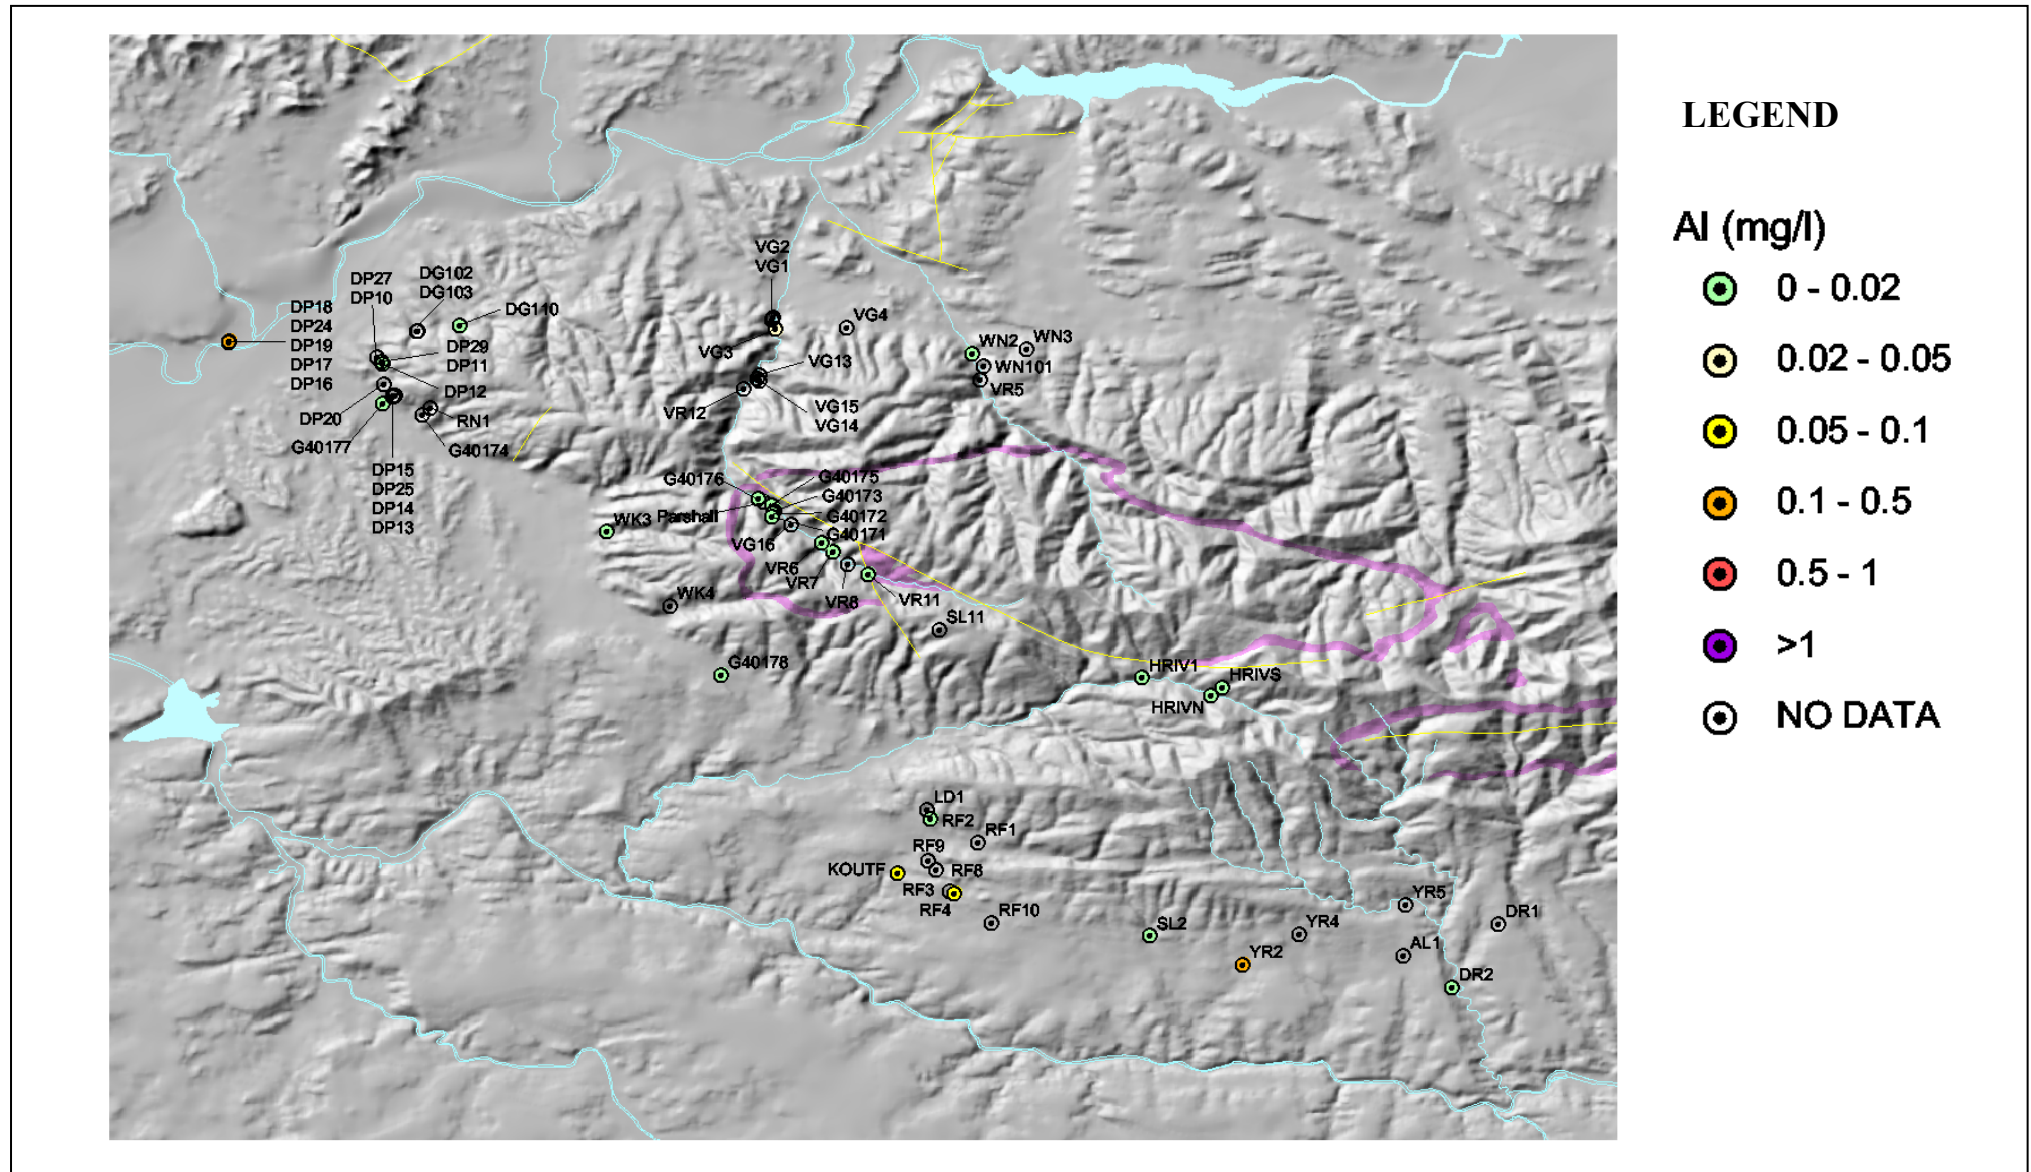 VG2
VG1
DP27
DP10
DG102
DG103
DG110
DP18
DP24
DP19
DP17
DP16
DP29
DP11
DP12
DP20
RN1
G40177
G40174
DP15
DP25
DP14
DP13
VG4
VG3
VG13
VR12
VG15
VG14
WN2
WN3
WN101
VR5
G40176
G40175
G40173
Parshall
G40172
G40171
VG16
WK3
VR6
VR7
VR8
VR11
WK4
SL11
G40178
HRIV1
HRIVS
HRIVN
LD1
RF2
RF1
RF9
KOUTF
RF8
RF3
RF4
RF10
SL2
YR5
YR4
YR2
DR1
AL1
DR2
LEGEND
Al (mg/l)
0 - 0.02
0.02 - 0.05
0.05 - 0.1
0.1 - 0.5
0.5 - 1
>1
NO DATA